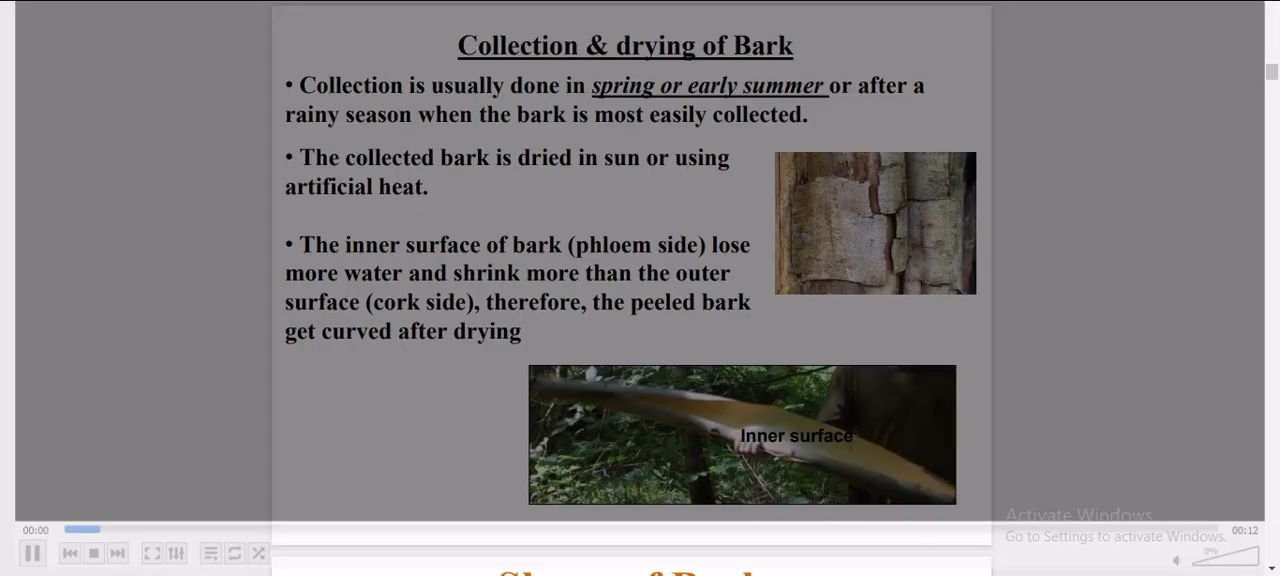 Collection & drying of Bark
• Collection is usually done in spring or early summer or after a
rainy season when the bark is most easily collected.
• The collected bark is dried in sun or using
artificial heat.
• The inner surface of bark (phloem side) lose
more water and shrink more than the outer
surface (cork side), therefore, the peeled bark
get curved after drying
Inner surface
Activate Windows
Go to Settings to activate Windows.
00:00
00:12
0%